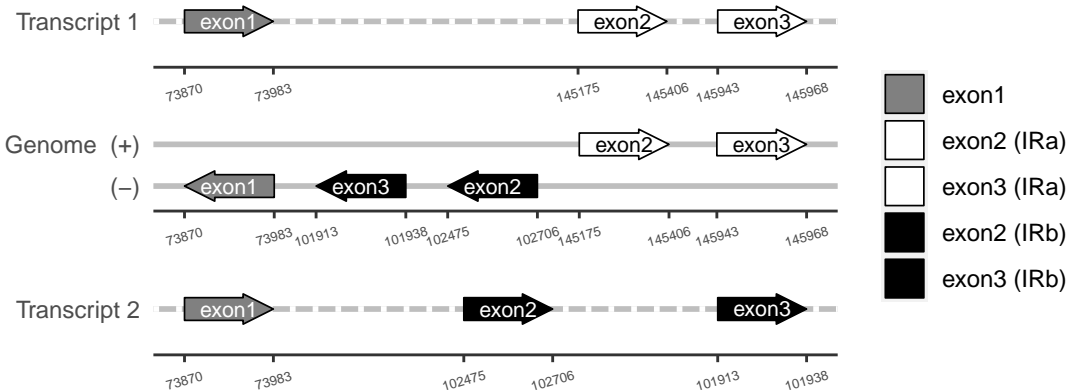 Transcript 1 exon1 exon2 exon3
73870 73983 145175 145406 145943 145968
Genome (+) exon2 exon3
(−) exon1 exon3 exon2
73870 73983 101913 101938 102475 102706 145175 145406 145943 145968
Transcript 2 exon1 exon2 exon3
73870 73983 102475 102706 101913 101938
exon1
exon2 (IRa)
exon3 (IRa)
exon2 (IRb)
exon3 (IRb)